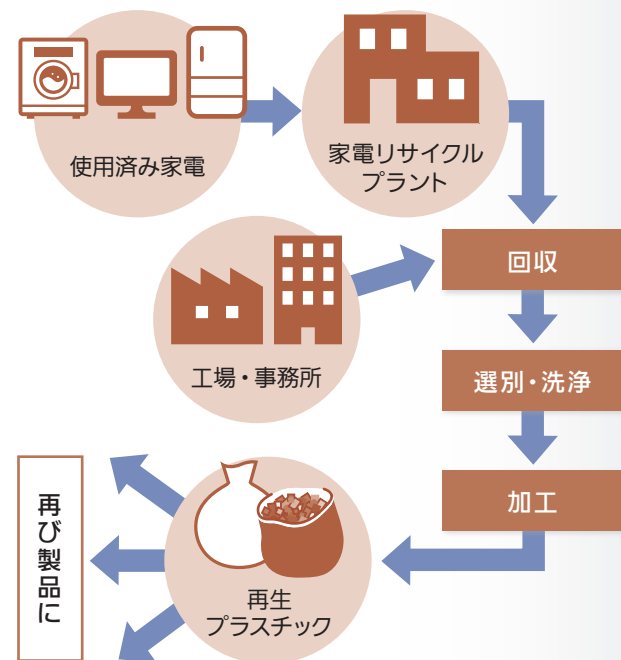 使用済み家電
家電リサイクル
プラント
回収
工場・事務所
選別・洗浄
加工
再生
プラスチック
再び製品に